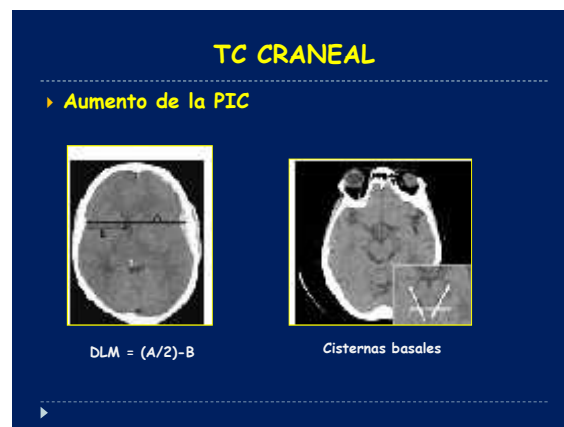 TC CRANEAL
Aumento de la PIC
DLM = (A/2)-B
Cisternas basales